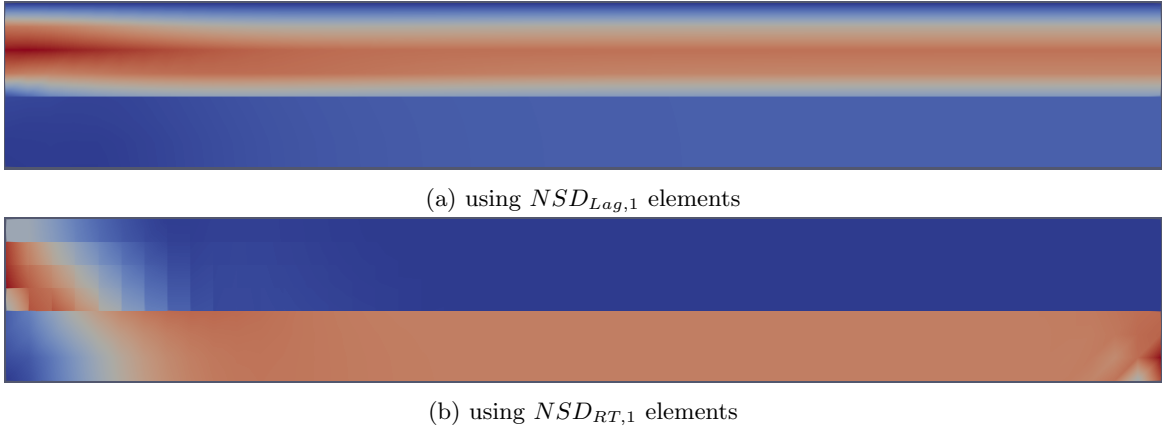 (a) using NSD_{Lag,1} elements
(b) using NSD_{RT,1} elements